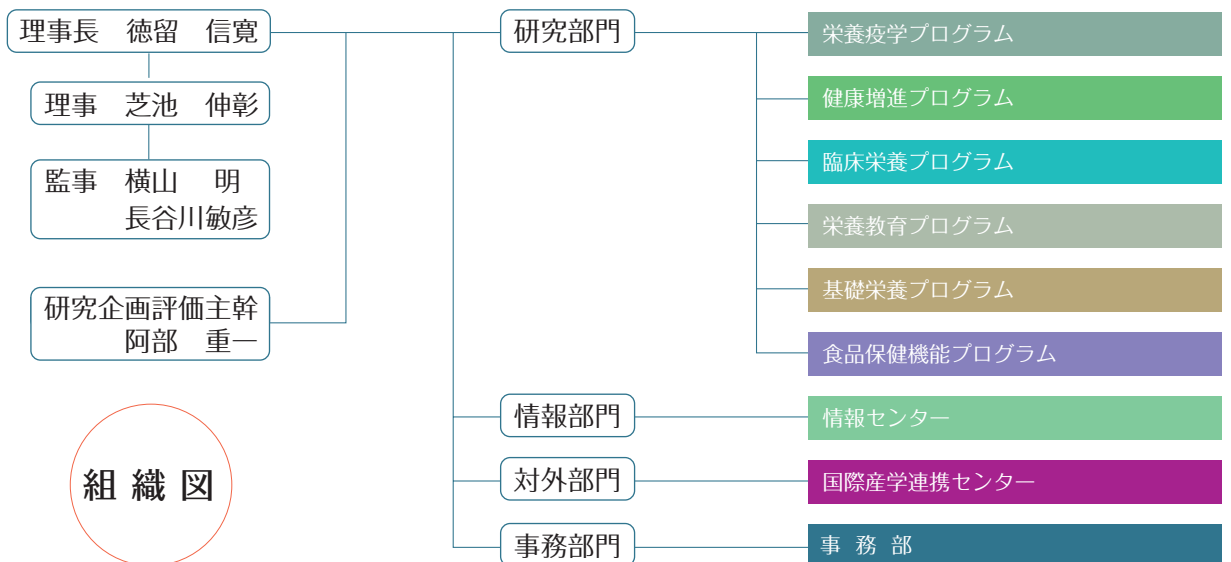 理事長　徳留　信寛
理事　芝池　伸彰
監事　横山　明
長谷川敏彦
研究企画評価主幹
阿部　重一
組織図
研究部門
栄養疫学プログラム
健康増進プログラム
臨床栄養プログラム
栄養教育プログラム
基礎栄養プログラム
食品保健機能プログラム
情報部門
情報センター
対外部門
国際産学連携センター
事務部門
事 務 部